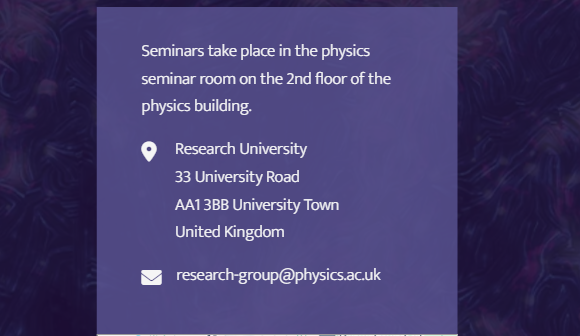 Seminars take place in the physics
seminar room on the 2nd floor of the
physics building.
Research University
33 University Road
AA1 3BB University Town
United Kingdom
research-group@physics.ac.uk